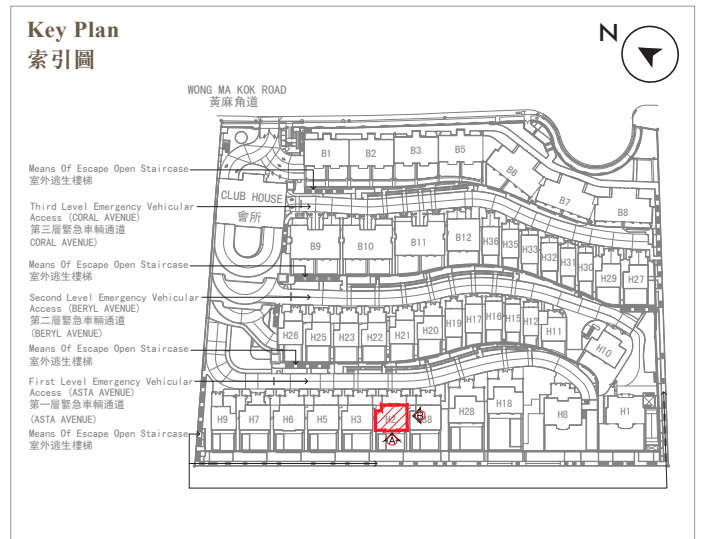 Key Plan
索引圖
N
WONG MA KOK ROAD
黃麻角道
Means Of Escape Open Staircase
室外逃生樓梯
Third Level Emergency Vehicular
Access (CORAL AVENUE)
第三層緊急車輛通道
CORAL AVENUE)
Means Of Escape Open Staircase
室外逃生樓梯
Second Level Emergency Vehicular
Access (BERYL AVENUE)
第二層緊急車輛通道
(BERYL AVENUE)
Means Of Escape Open Staircase
室外逃生樓梯
First Level Emergency Vehicular
Access (ASTA AVENUE)
第一層緊急車輛通道
(ASTA AVENUE)
Means Of Escape Open Staircase
室外逃生樓梯
CLUB HOUSE
會所
B1 B2 B3 B5 B6 B7 B8
B9 B10 B11 B12 H36 H35 H33 H32 H31 H30 H29 H27
H26 H25 H23 H22 H21 H20 H19 H17 H16 H15 H12 H11 H10
H9 H7 H6 H5 H3 H2 H28 H18 H8 H1
A
B